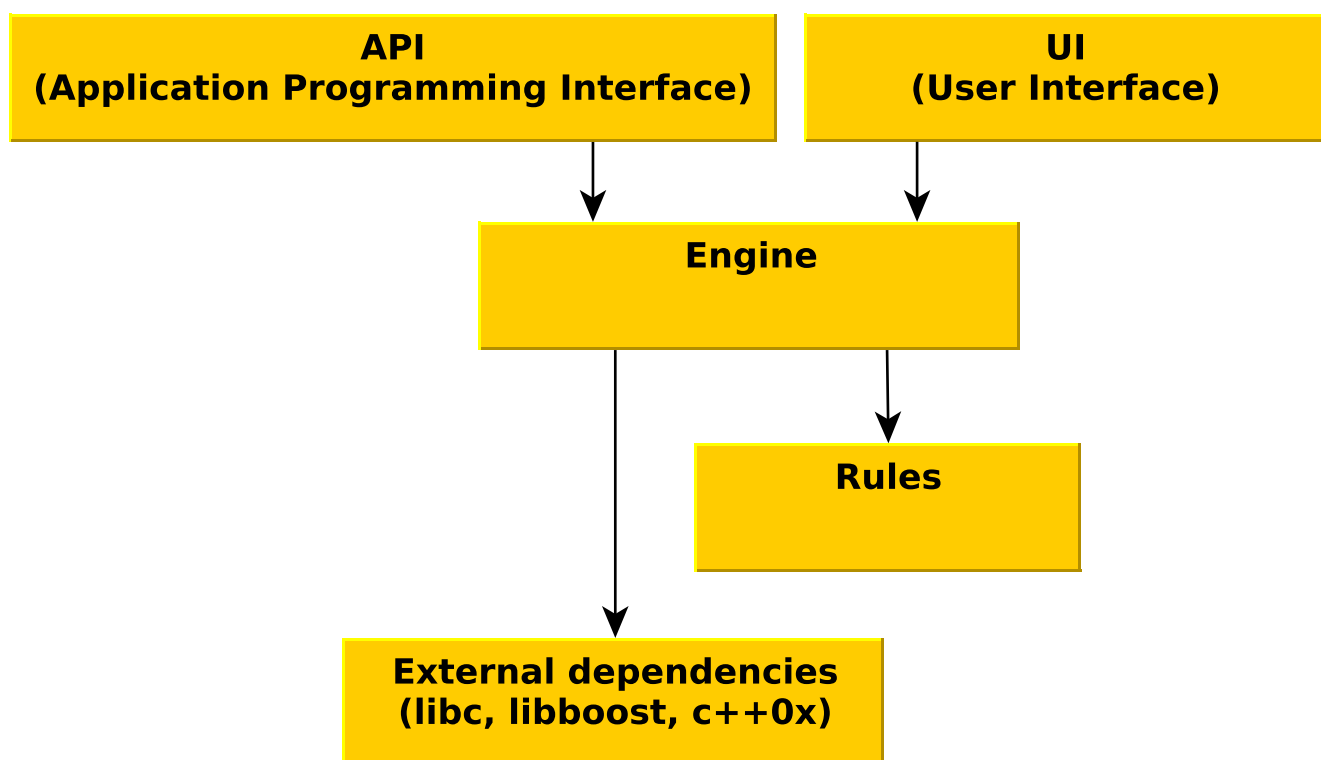 API
(Application Programming Interface)
UI
(User Interface)
Engine
Rules
External dependencies
(libc, libboost, c++0x)